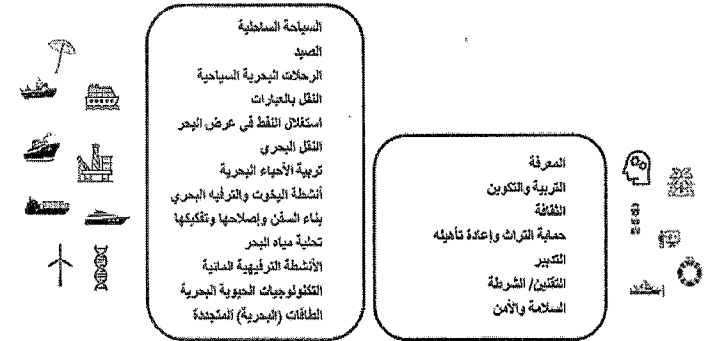 المعرفة
التربية والتكوين
الثقافة
حماية التراث وإعادة تأهيله
التدبير
التقنين/ الشرطة
السلامة والأمن
السياحة الساحلية
الصيد
الرحلات البحرية السياحية
النقل بالعبارات
استغلال النفط في عرض البحر
النقل البحري
تربية الأحياء البحرية
أنشطة اليخوت والترفيه البحري
بناء السفن وإصلاحها وتفكيكها
تحلية مياه البحر
الأنشطة الترفيهية المائية
التكنولوجيات الحيوية البحرية
الطاقات (البحرية) المتجددة